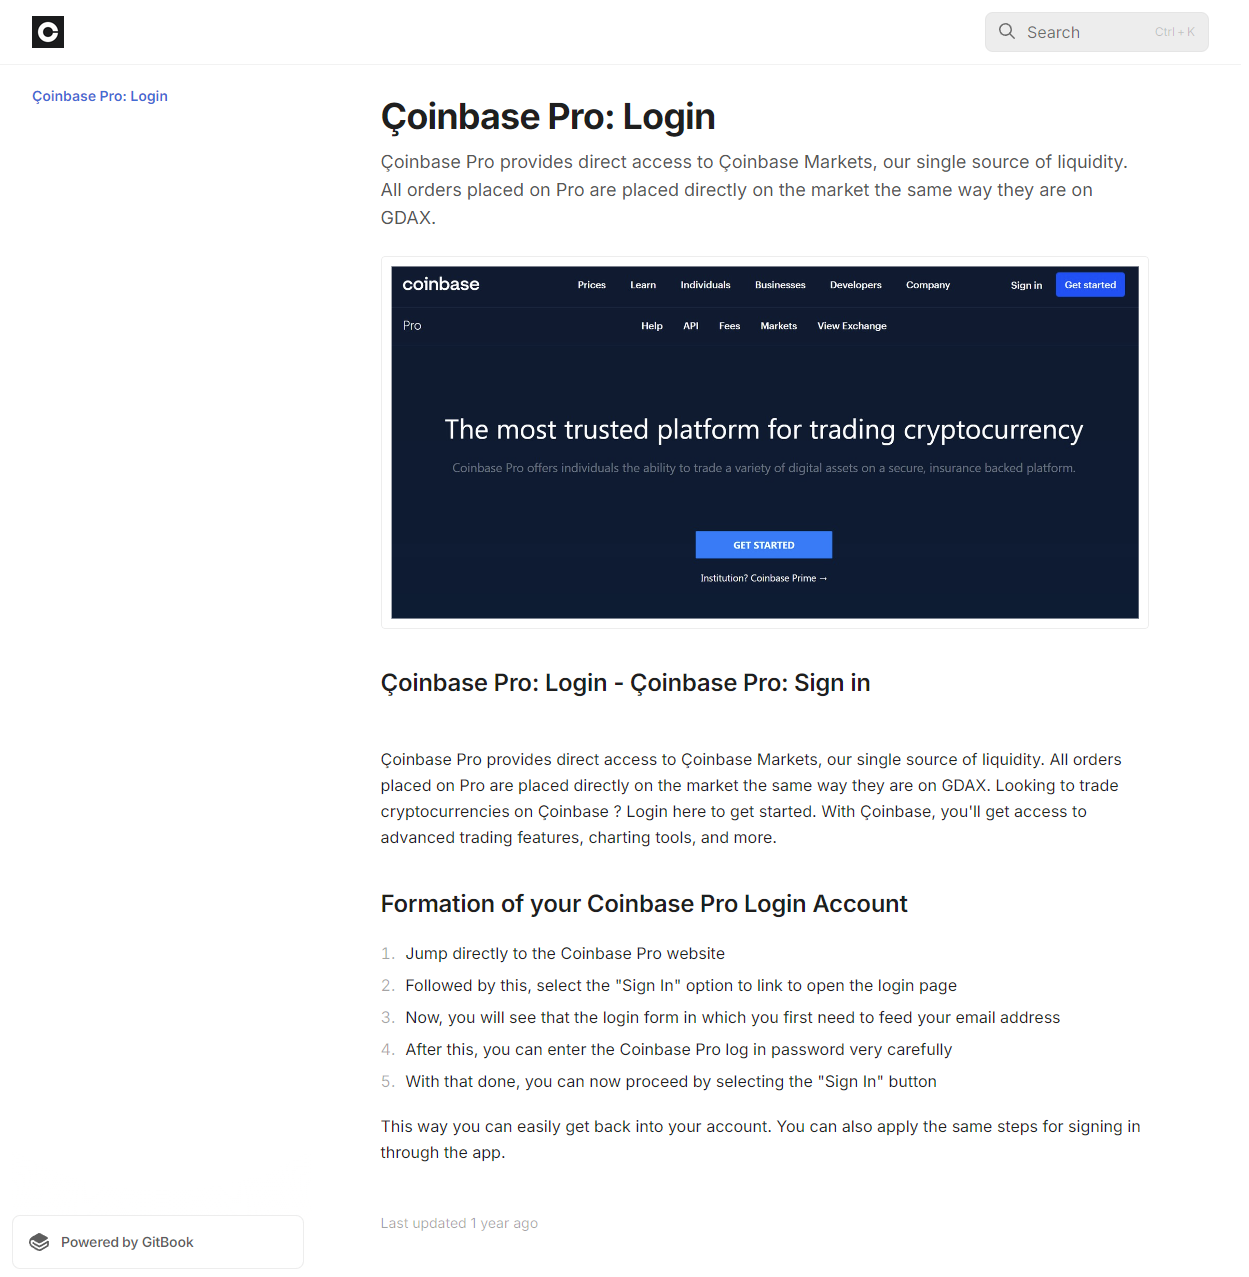 Search
Ctrl + K
Çoinbase Pro: Login
Çoinbase Pro: Login
Çoinbase Pro provides direct access to Çoinbase Markets, our single source of liquidity.
All orders placed on Pro are placed directly on the market the same way they are on
GDAX.
coinbase
Prices Learn Individuals Businesses Developers Company
Sign in Get started
Pro
Help API Fees Markets View Exchange
The most trusted platform for trading cryptocurrency
Coinbase Pro offers individuals the ability to trade a variety of digital assets on a secure, insurance backed platform.
GET STARTED
Institution? Coinbase Prime →
Çoinbase Pro: Login - Çoinbase Pro: Sign in
Çoinbase Pro provides direct access to Çoinbase Markets, our single source of liquidity. All orders
placed on Pro are placed directly on the market the same way they are on GDAX. Looking to trade
cryptocurrencies on Çoinbase ? Login here to get started. With Çoinbase, you'll get access to
advanced trading features, charting tools, and more.
Formation of your Coinbase Pro Login Account
1. Jump directly to the Coinbase Pro website
2. Followed by this, select the "Sign In" option to link to open the login page
3. Now, you will see that the login form in which you first need to feed your email address
4. After this, you can enter the Coinbase Pro log in password very carefully
5. With that done, you can now proceed by selecting the "Sign In" button
This way you can easily get back into your account. You can also apply the same steps for signing in
through the app.
Last updated 1 year ago
Powered by GitBook